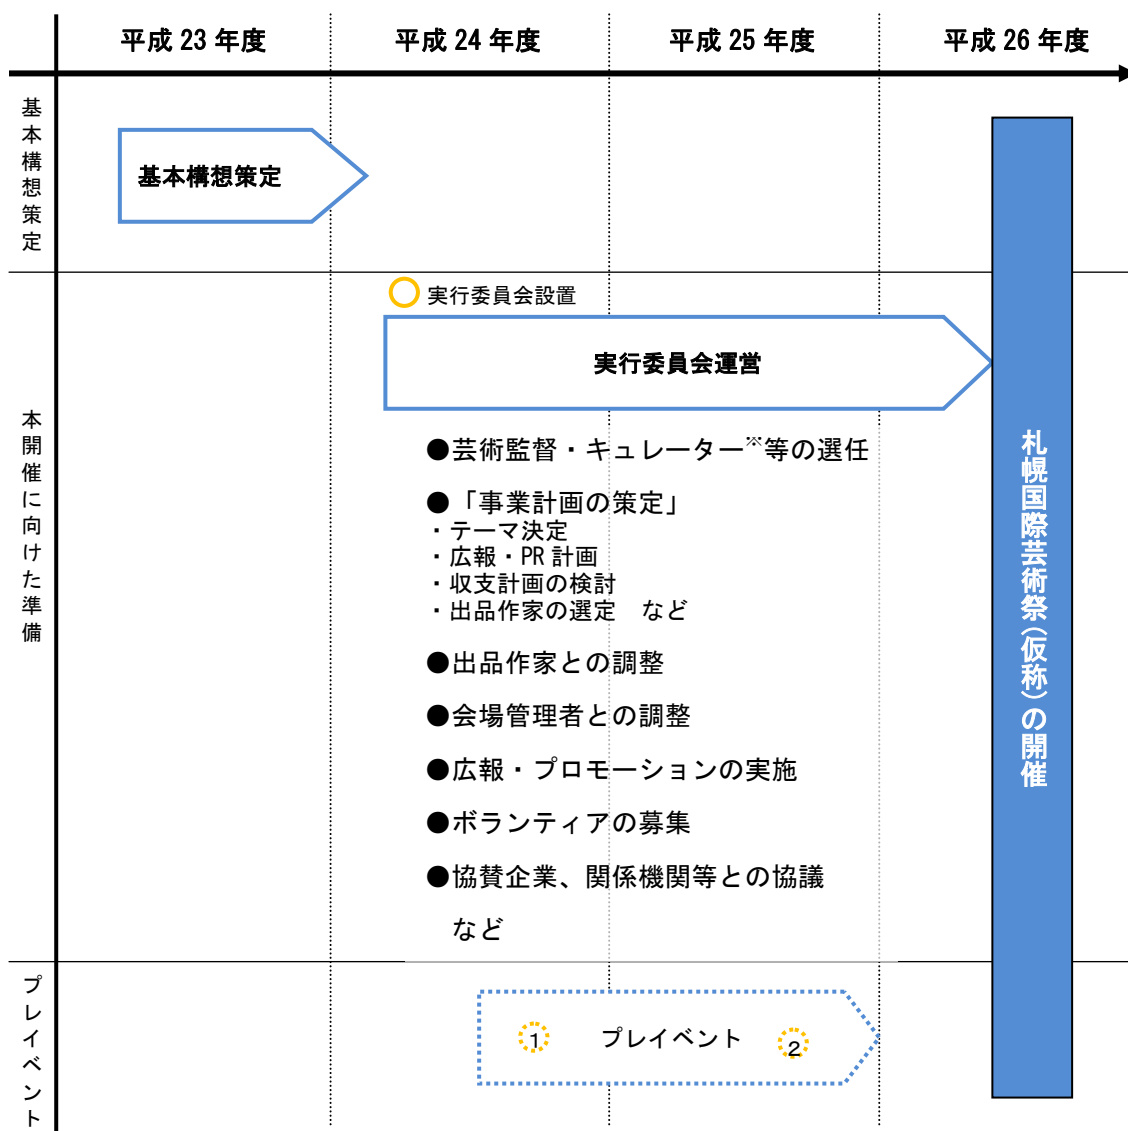 平成 23 年度
平成 24 年度
平成 25 年度
平成 26 年度
基本構想策定
基本構想策定
本開催に向けた準備
○実行委員会設置
実行委員会運営
●芸術監督・キュレーター※等の選任
●「事業計画の策定」
・テーマ決定
・広報・PR 計画
・収支計画の検討
・出品作家の選定　など
●出品作家との調整
●会場管理者との調整
●広報・プロモーションの実施
●ボランティアの募集
●協賛企業、関係機関等との協議
など
プレイベント
1
プレイベント
2
札幌国際芸術祭(仮称)の開催